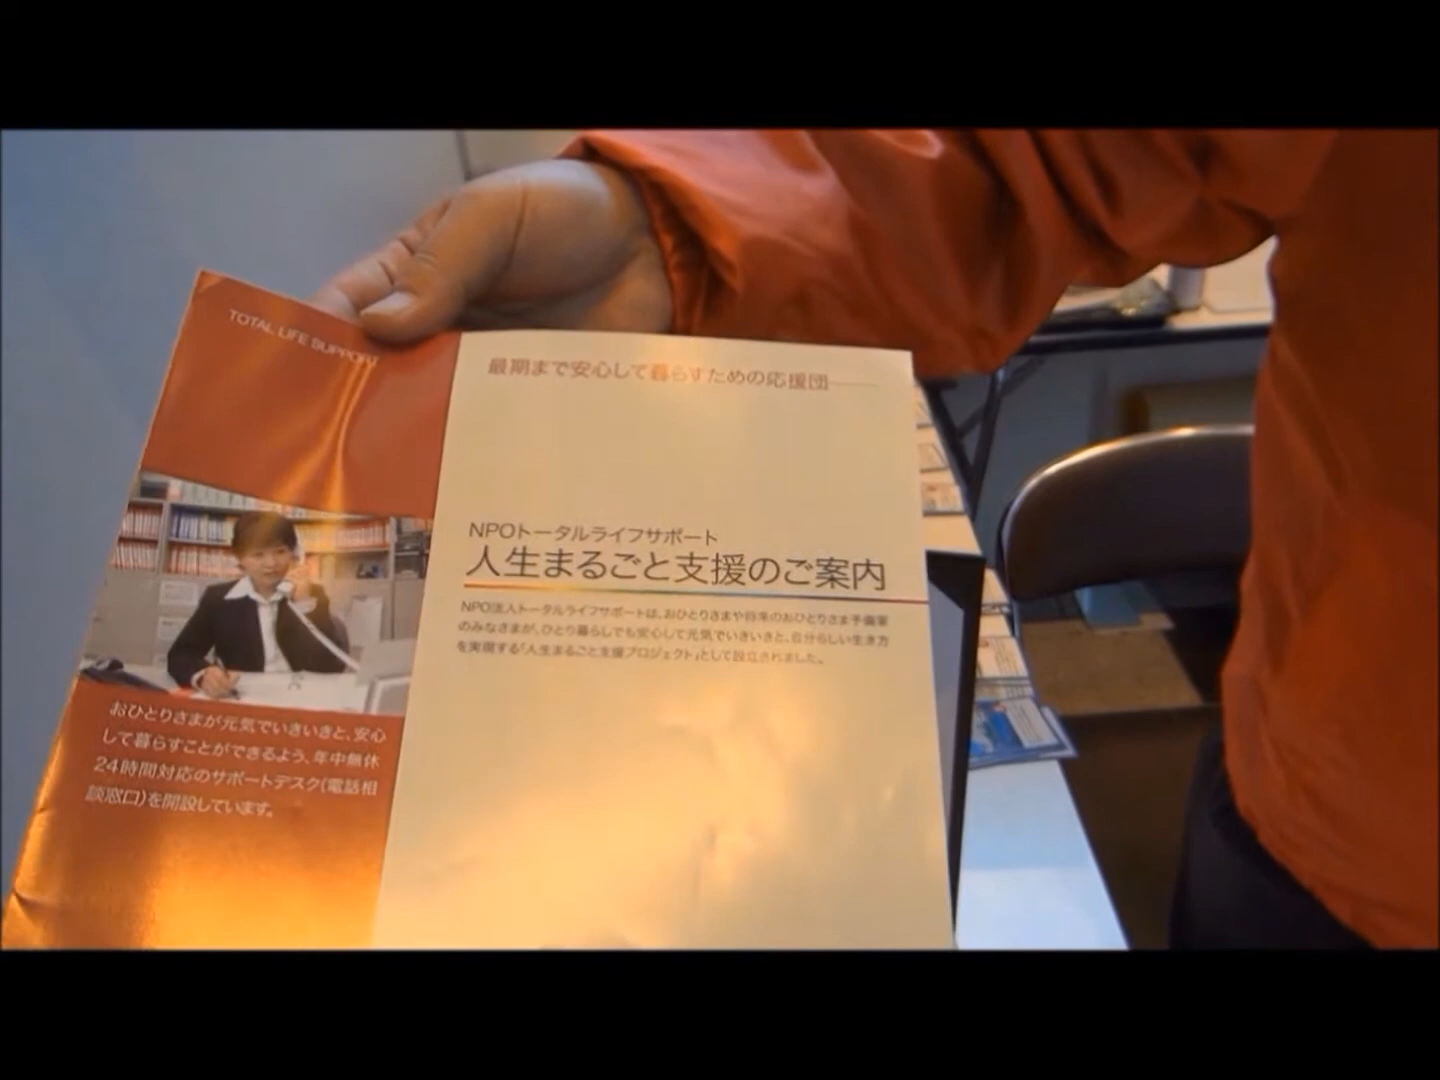 TOTAL LIFE SUPPORT
最期まで安心して暮らすための応援団
NPOトータルライフサポート
人生まるごと支援のご案内
NPO法人トータルライフサポートは、おひとりさまや将来のおひとりさま予備軍
のみなさまが、ひとり暮らしでも安心して元気でいきいきと、自分らしい生き方
を実現する「人生まるごと支援プロジェクト」として設立されました。
おひとりさまが元気でいきいきと、安心
して暮らすことができるよう、年中無休
24時間対応のサポートデスク(電話相
談窓口)を開設しています。